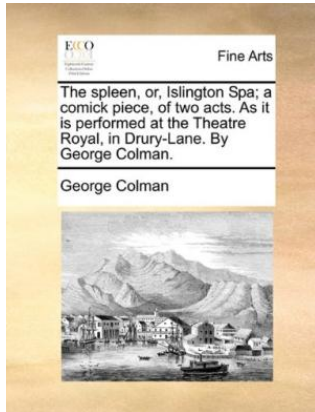 ECCO
Fine Arts
The spleen, or, Islington Spa; a
comick piece, of two acts. As it
is performed at the Theatre
Royal, in Drury-Lane. By
George Colman.
George Colman